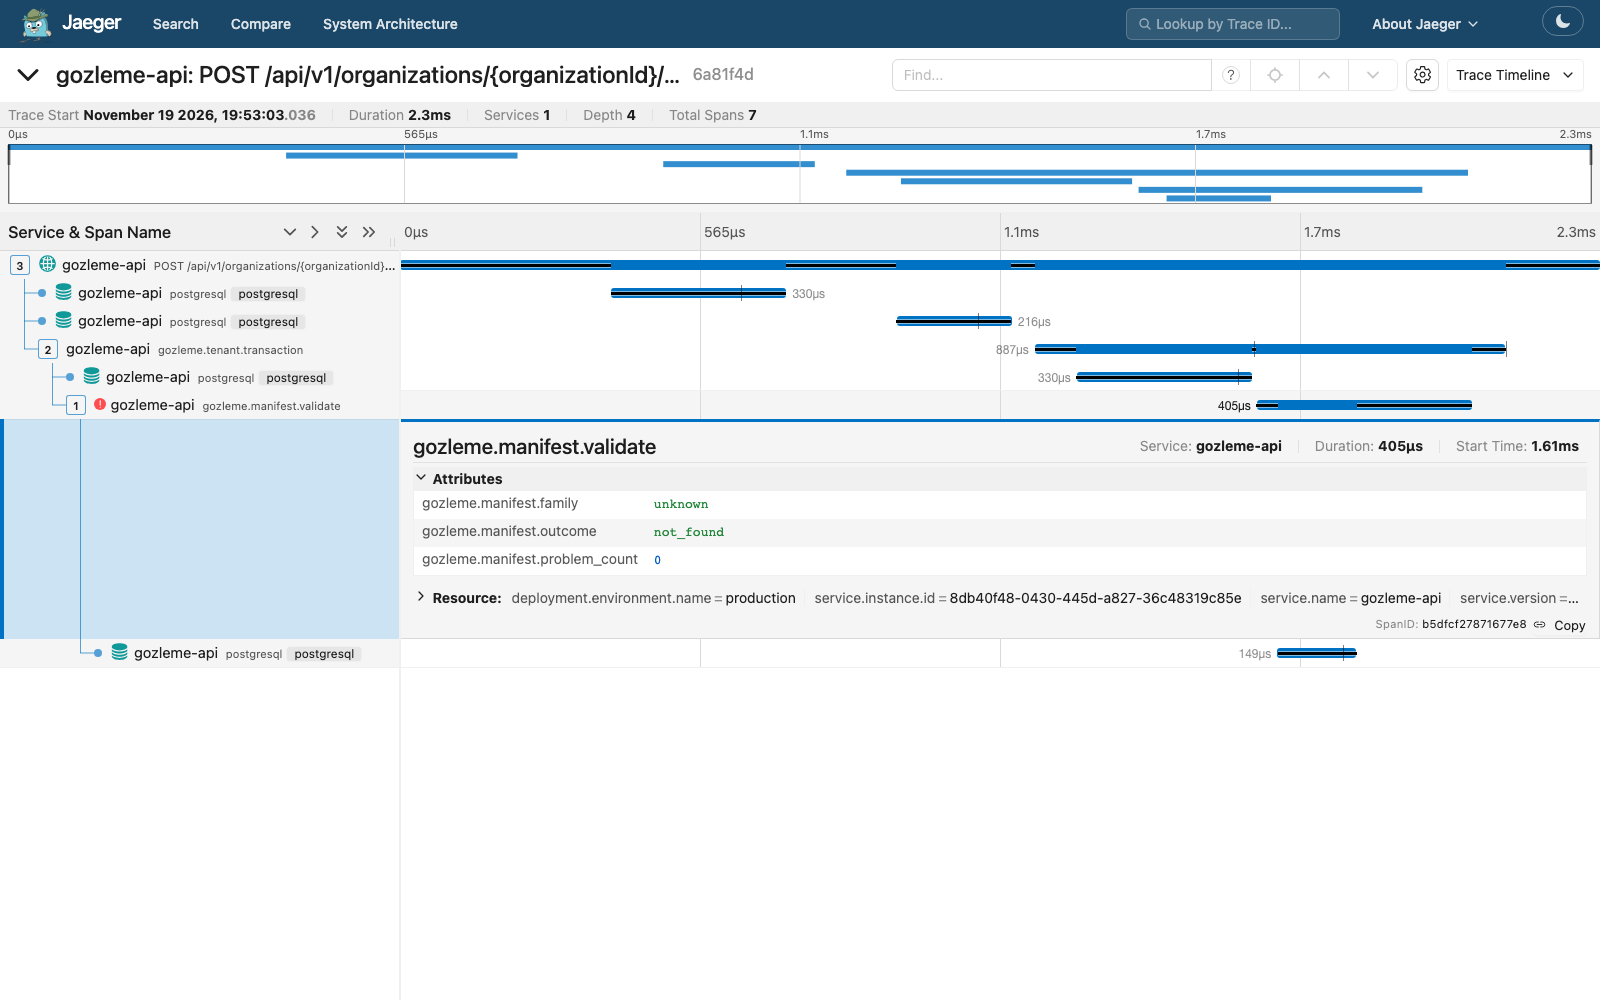 Jaeger Search Compare System Architecture Lookup by Trace ID... About Jaeger
gozleme-api: POST /api/v1/organizations/{organizationId}/... 6a81f4d Find... ? Trace Timeline
Trace Start November 19 2026, 19:53:03.036 Duration 2.3ms Services 1 Depth 4 Total Spans 7
0μs 565μs 1.1ms 1.7ms 2.3ms
Service & Span Name 0μs 565μs 1.1ms 1.7ms 2.3ms
3 gozleme-api POST /api/v1/organizations/{organizationId}...
gozleme-api postgresql postgresql 330μs
gozleme-api postgresql postgresql 216μs
2 gozleme-api gozleme.tenant.transaction 887μs
gozleme-api postgresql postgresql 330μs
1 gozleme-api gozleme.manifest.validate 405μs
gozleme.manifest.validate Service: gozleme-api Duration: 405μs Start Time: 1.61ms
Attributes
gozleme.manifest.family unknown
gozleme.manifest.outcome not_found
gozleme.manifest.problem_count 0
Resource: deployment.environment.name = production service.instance.id = 8db40f48-0430-445d-a827-36c48319c85e service.name = gozleme-api service.version =...
SpanID: b5dfcf27871677e8 Copy
gozleme-api postgresql postgresql 149μs